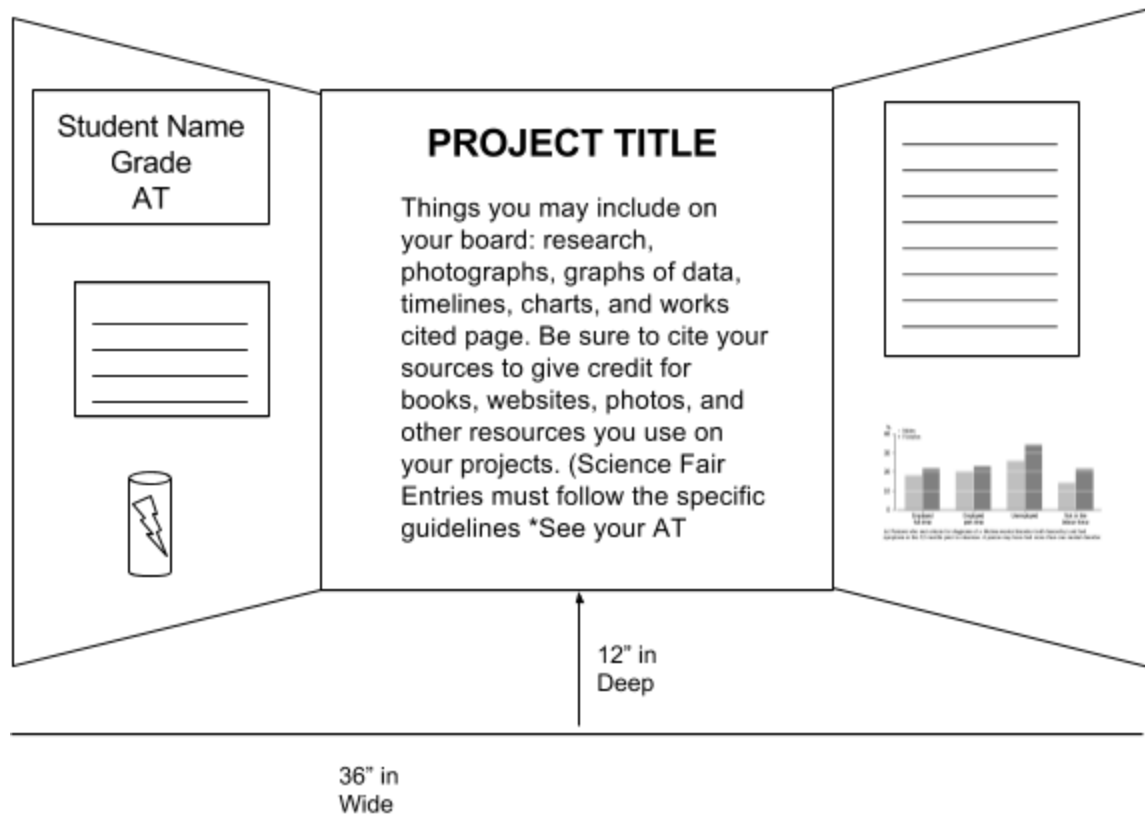 Student Name
Grade
AT
PROJECT TITLE
Things you may include on
your board: research,
photographs, graphs of data,
timelines, charts, and works
cited page. Be sure to cite your
sources to give credit for
books, websites, photos, and
other resources you use on
your projects. (Science Fair
Entries must follow the specific
guidelines *See your AT
12” in
Deep
36” in
Wide